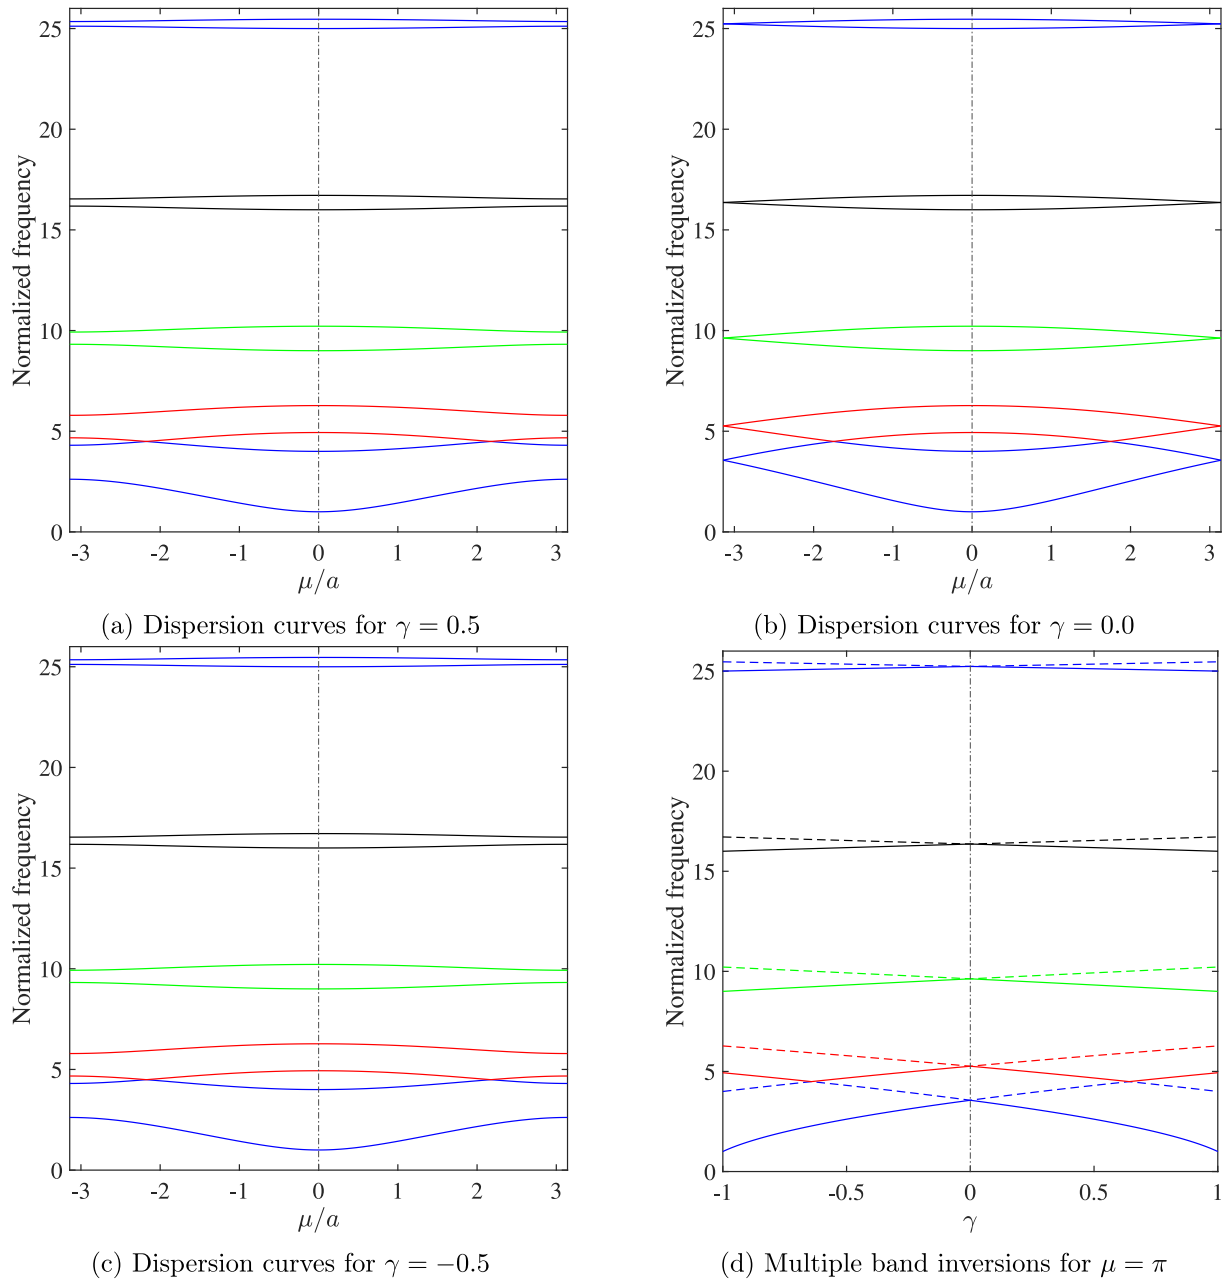 25
20
15
10
5
0
Normalized frequency
-3 -2 -1 0 1 2 3
μ/a
(a) Dispersion curves for γ = 0.5
25
20
15
10
5
0
Normalized frequency
-3 -2 -1 0 1 2 3
μ/a
(b) Dispersion curves for γ = 0.0
25
20
15
10
5
0
Normalized frequency
-3 -2 -1 0 1 2 3
μ/a
(c) Dispersion curves for γ = −0.5
25
20
15
10
5
0
Normalized frequency
-1 -0.5 0 0.5 1
γ
(d) Multiple band inversions for μ = π